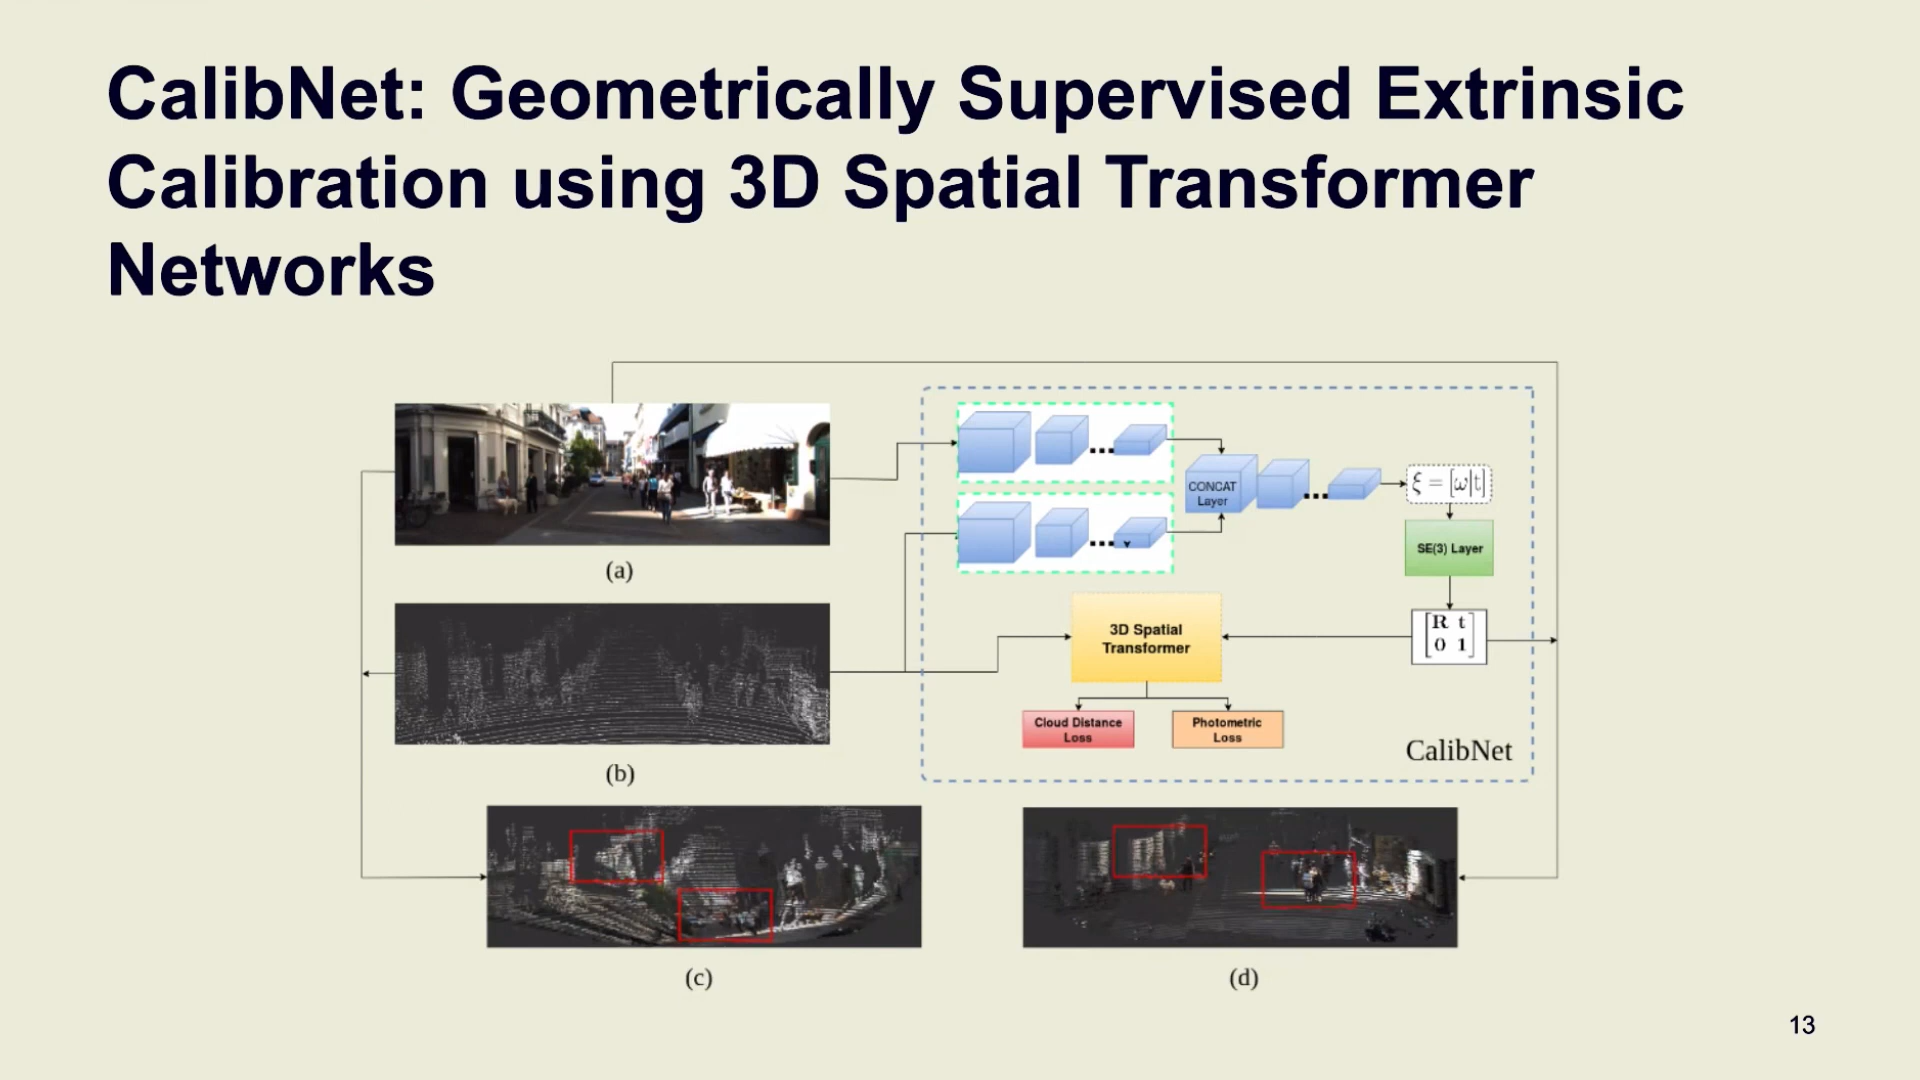 CalibNet: Geometrically Supervised Extrinsic
Calibration using 3D Spatial Transformer
Networks
(a)
(b)
CONCAT
Layer
ξ = [ω|t]
SE(3) Layer
R t
0 1
3D Spatial
Transformer
Cloud Distance
Loss
Photometric
Loss
CalibNet
(c)
(d)
13